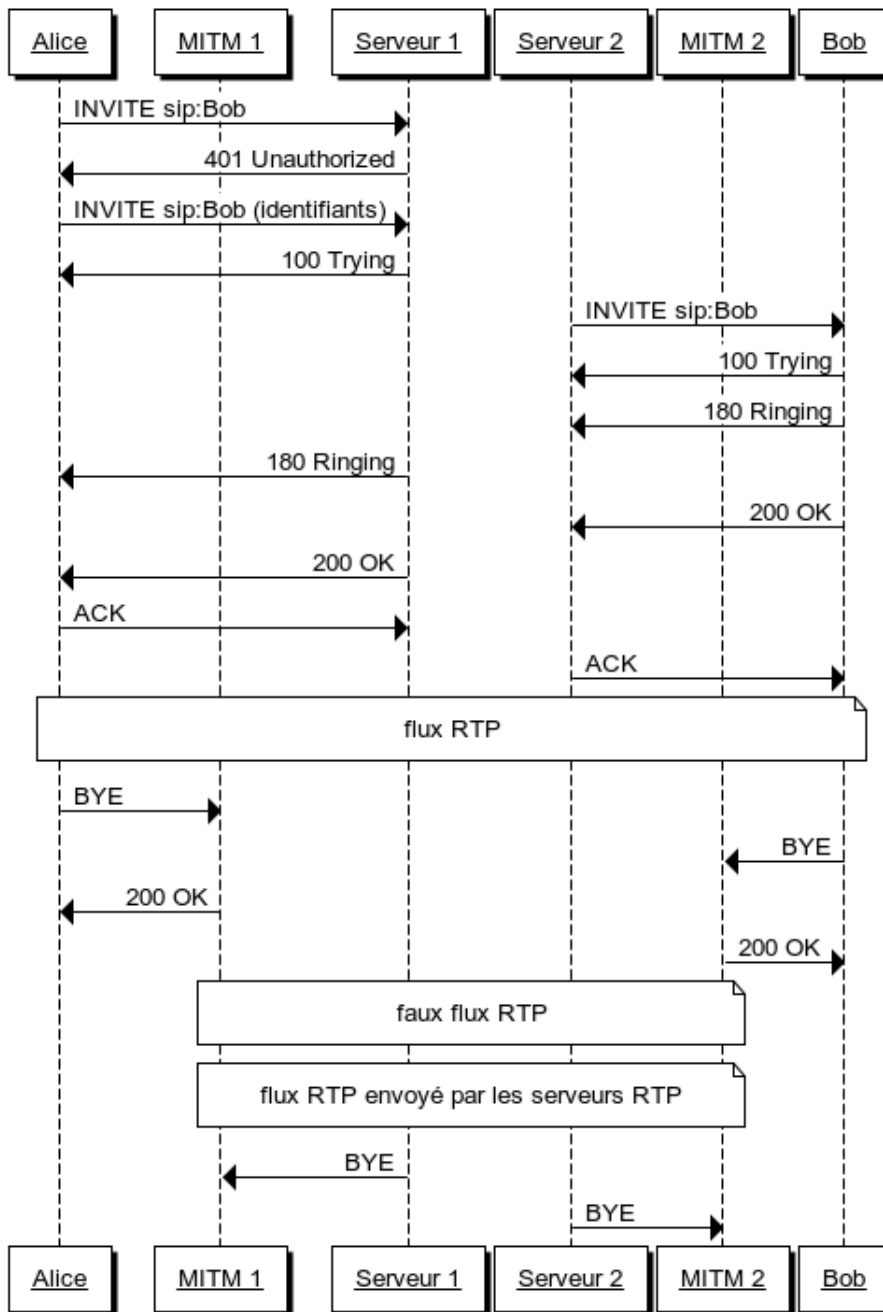 Alice
MITM 1
Serveur 1
Serveur 2
MITM 2
Bob
INVITE sip:Bob
401 Unauthorized
INVITE sip:Bob (identifiants)
100 Trying
INVITE sip:Bob
100 Trying
180 Ringing
180 Ringing
200 OK
200 OK
ACK
ACK
flux RTP
BYE
BYE
200 OK
200 OK
faux flux RTP
flux RTP envoyé par les serveurs RTP
BYE
BYE
Alice
MITM 1
Serveur 1
Serveur 2
MITM 2
Bob